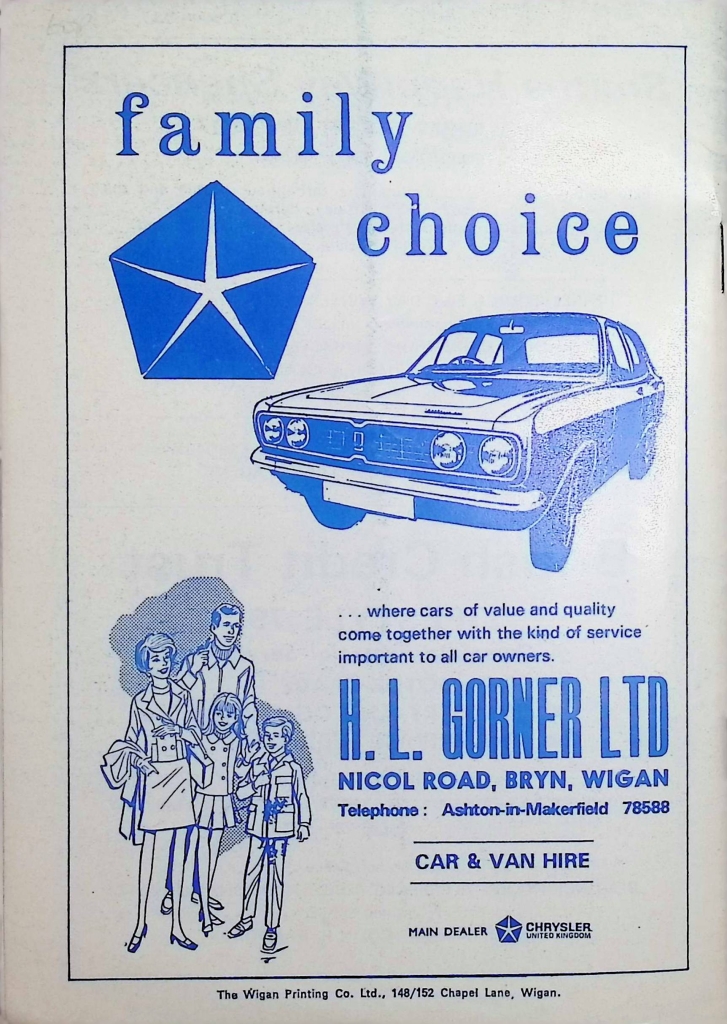 family
choice
. . . where cars of value and quality
come together with the kind of service
important to all car owners.
H. L. GORNER LTD
NICOL ROAD, BRYN, WIGAN
Telephone : Ashton-in-Makerfield 78588
CAR & VAN HIRE
MAIN DEALER CHRYSLER
UNITED KINGDOM
The Wigan Printing Co. Ltd., 148/152 Chapel Lane, Wigan.